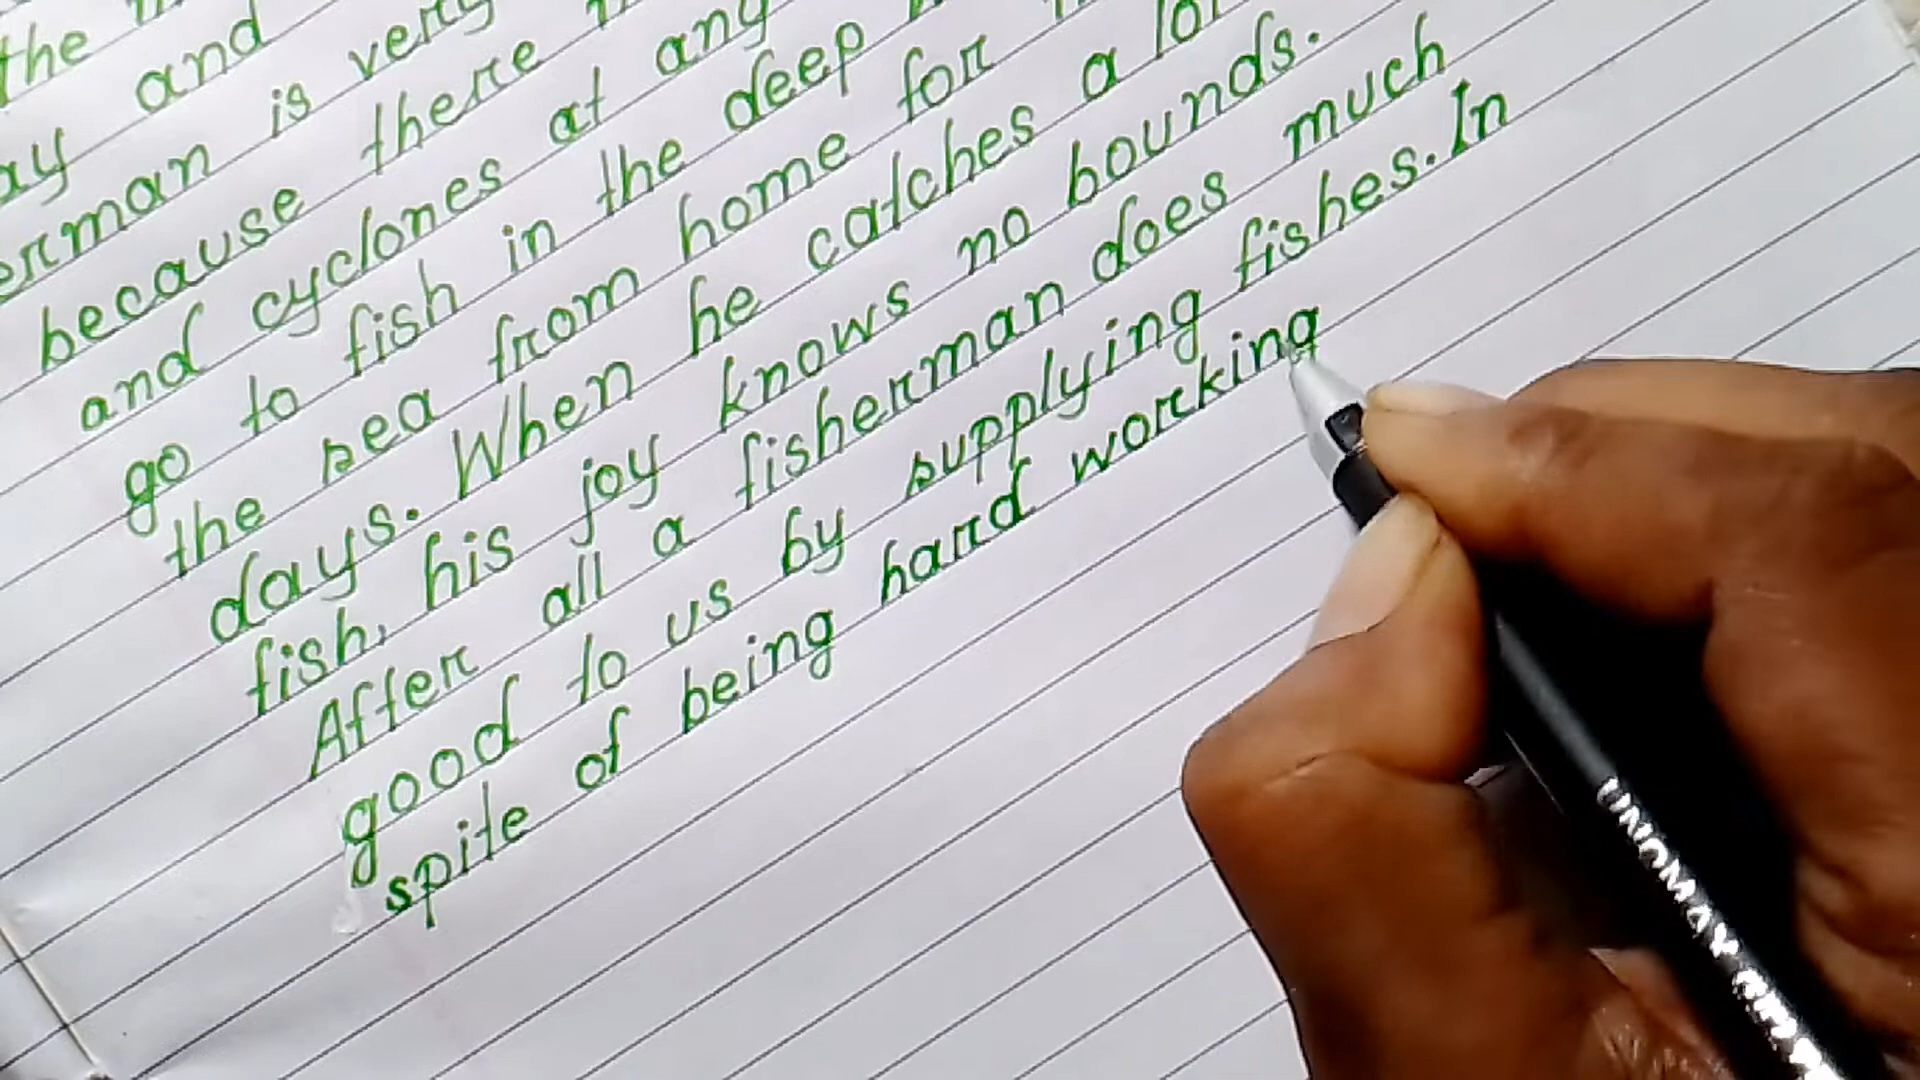 the
and
is very
because there
and cyclones at any
go to fish in the deep
the sea from home for
days. When he catches a lot
fish, his joy knows no bounds.
After all a fisherman does much
good to us by supplying fishes. In
spite of being hard working